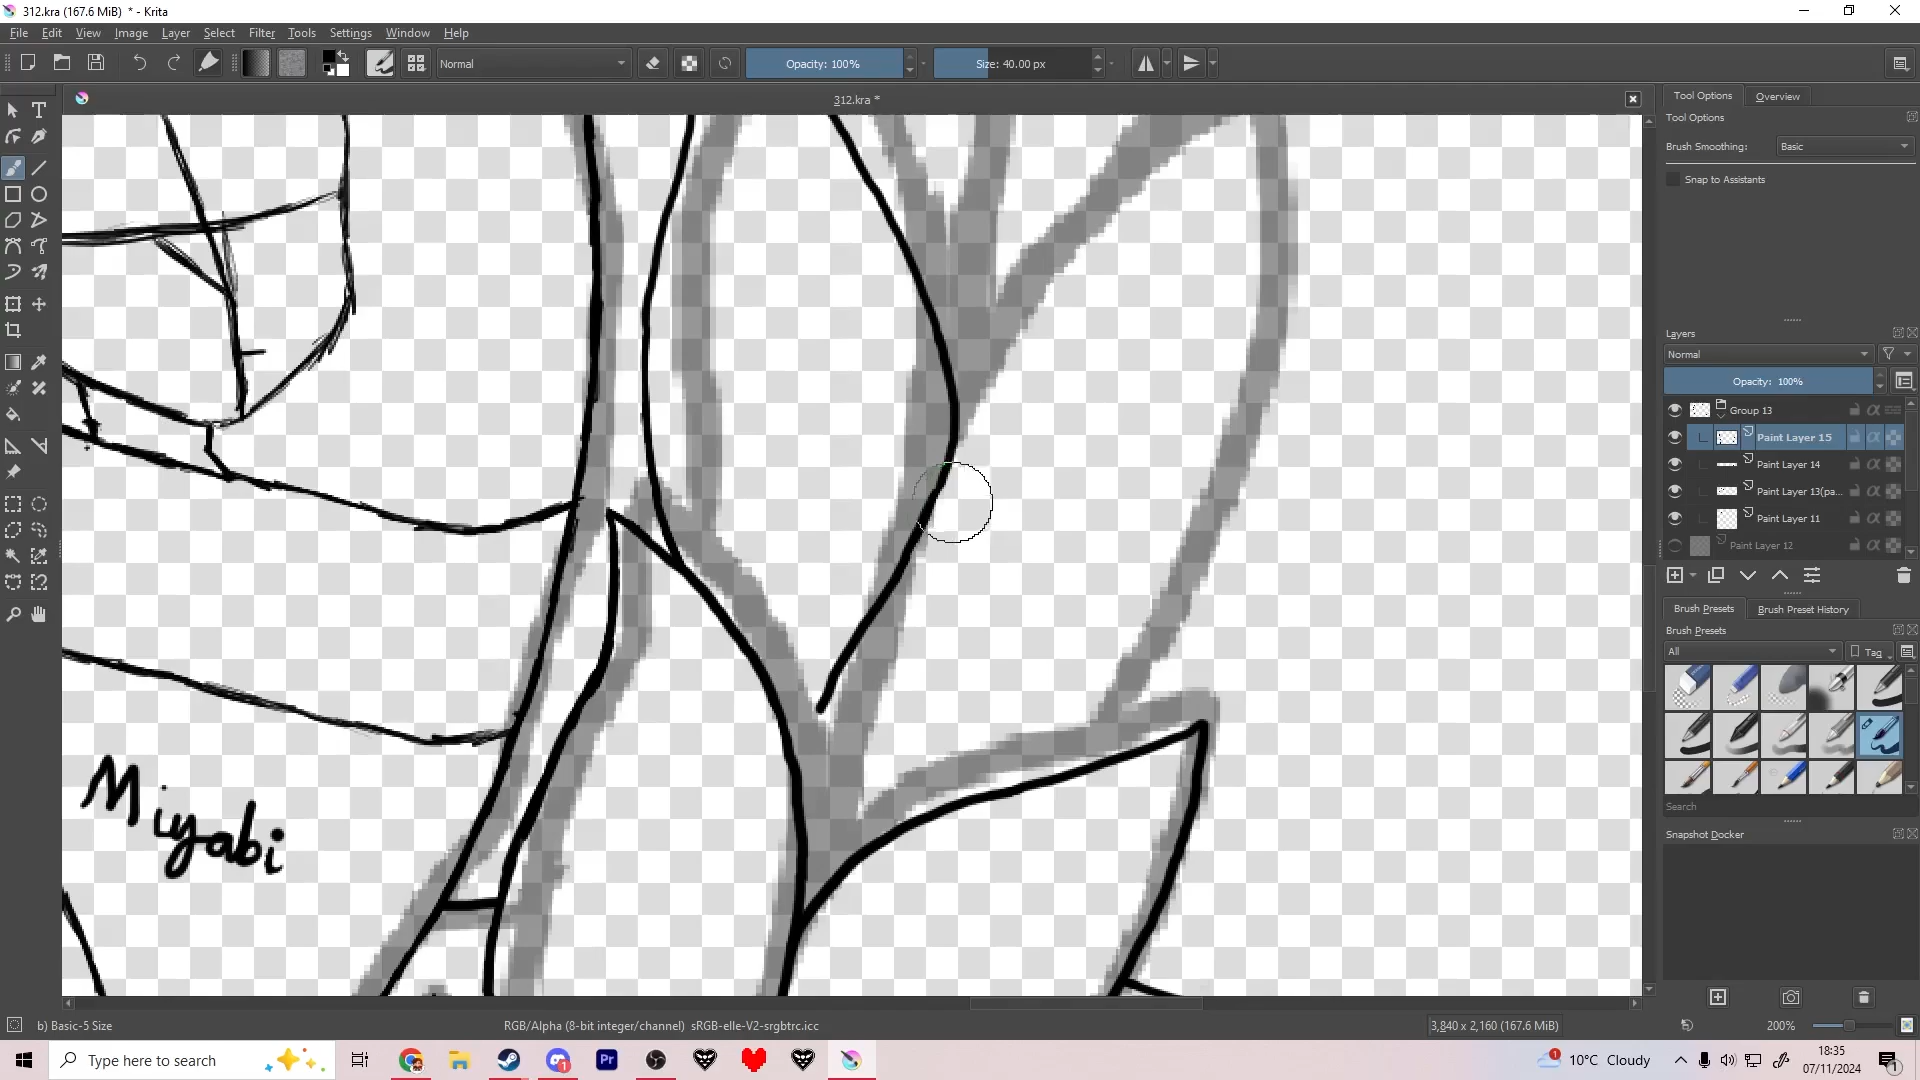 312.kra (167.6 MiB) * - Krita
File Edit View Image Layer Select Filter Tools Settings Window Help
Normal
Opacity: 100%
Size: 40.00 px
312.kra *
Tool Options
Overview
Tool Options
Brush Smoothing: Basic
Snap to Assistants
Layers
Normal
Opacity: 100%
Group 13
Paint Layer 15
Paint Layer 14
Paint Layer 13(pa...
Paint Layer 11
Paint Layer 12
Brush Presets
Brush Preset History
Brush Presets
All
Tag
Search
Snapshot Docker
Miyabi
b) Basic-5 Size
RGB/Alpha (8-bit integer/channel) sRGB-elle-V2-srgbtrc.icc
3,840 x 2,160 (167.6 MiB)
200%
Type here to search
Pr
1
1
10°C Cloudy
18:35
07/11/2024
1